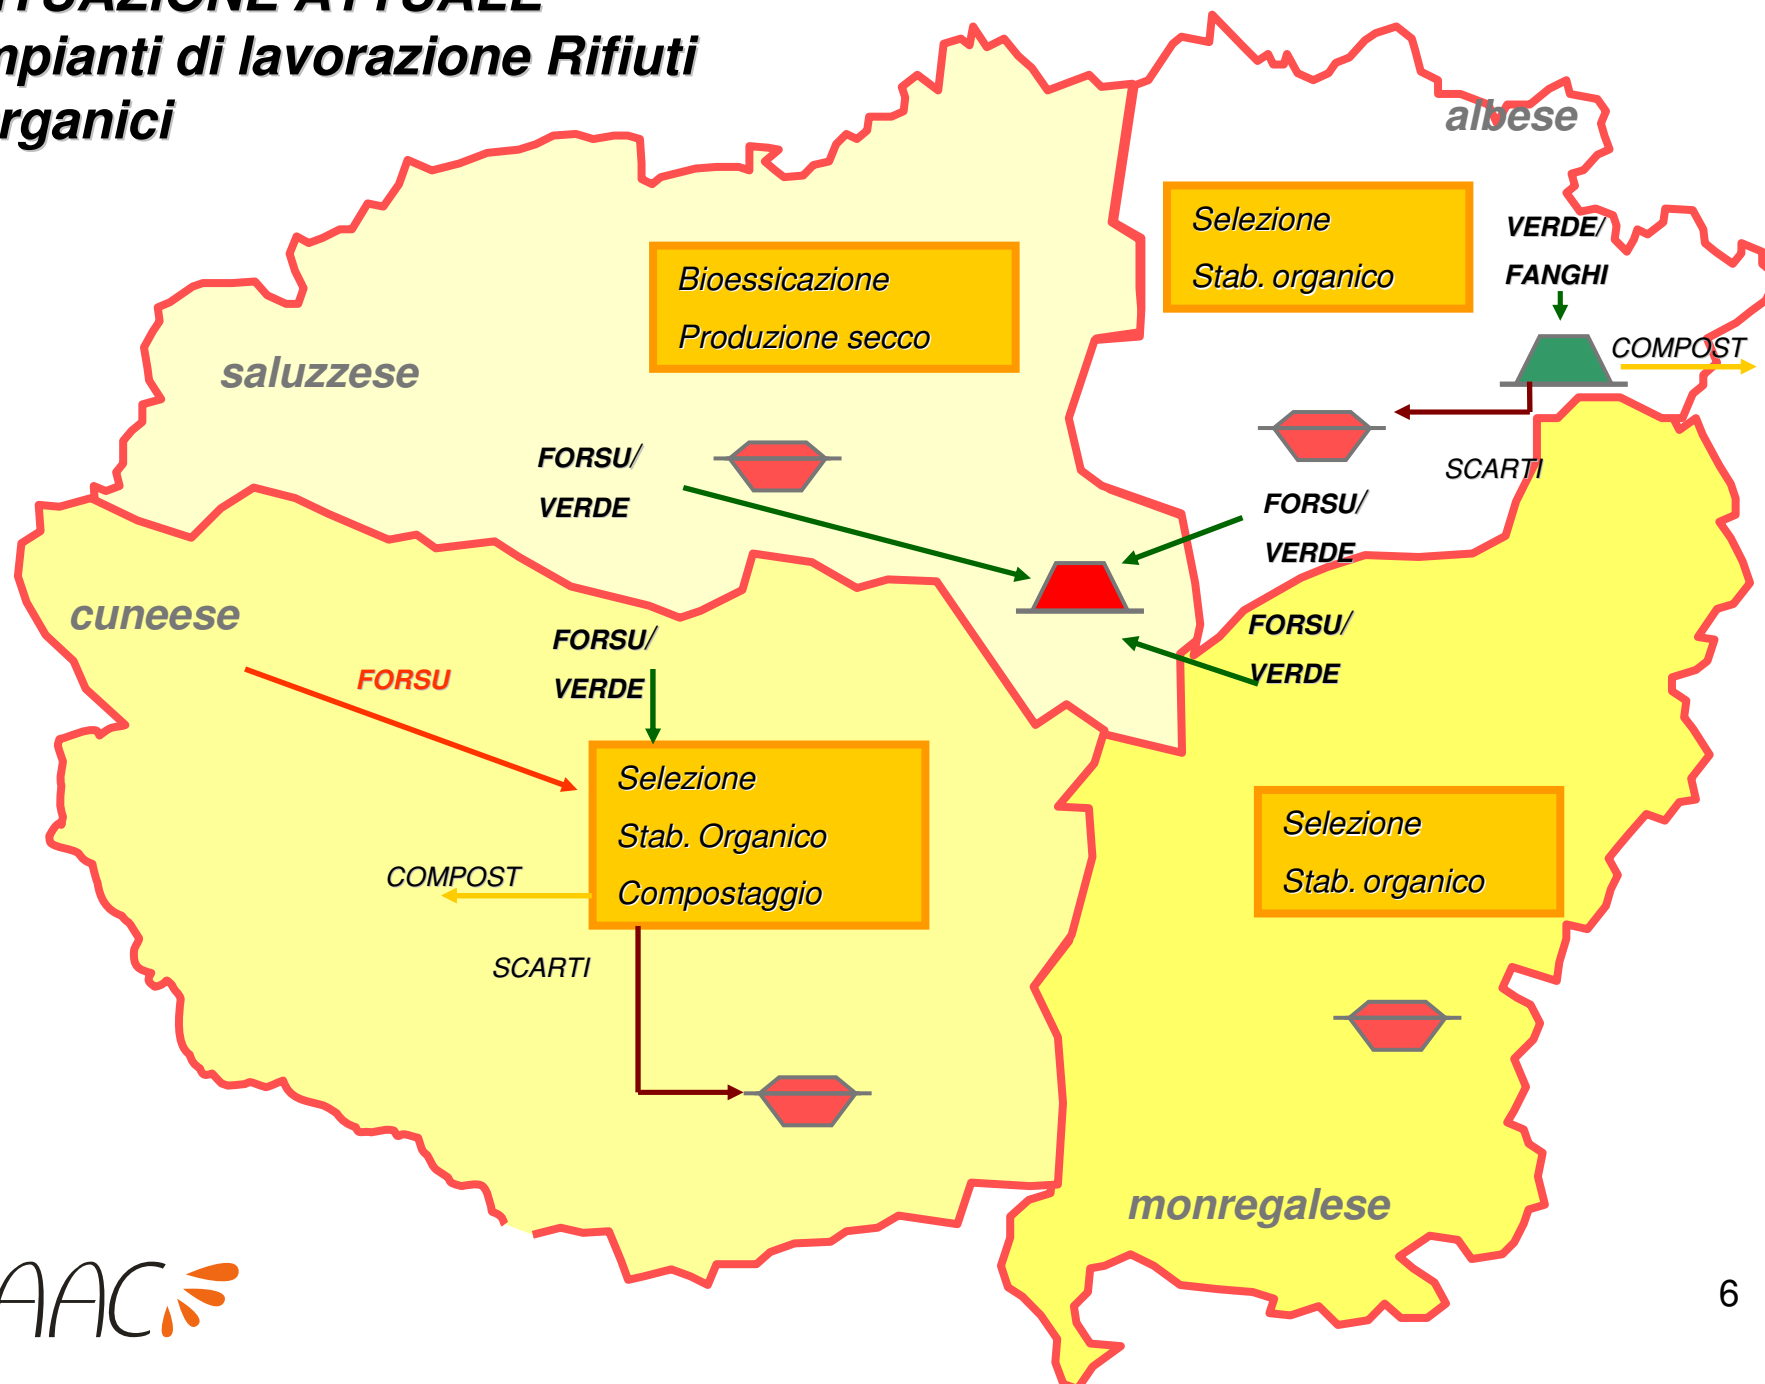 ITUAZIONE ATTUALE
mpianti di lavorazione Rifiuti
rganici
albese
Selezione
Stab. organico
VERDE/
FANGHI
COMPOST
SCARTI
Bioessicazione
Produzione secco
saluzzese
FORSU/
VERDE
FORSU/
VERDE
FORSU/
VERDE
cuneese
FORSU
FORSU/
VERDE
Selezione
Stab. Organico
Compostaggio
COMPOST
SCARTI
Selezione
Stab. organico
monregalese
AAC
6